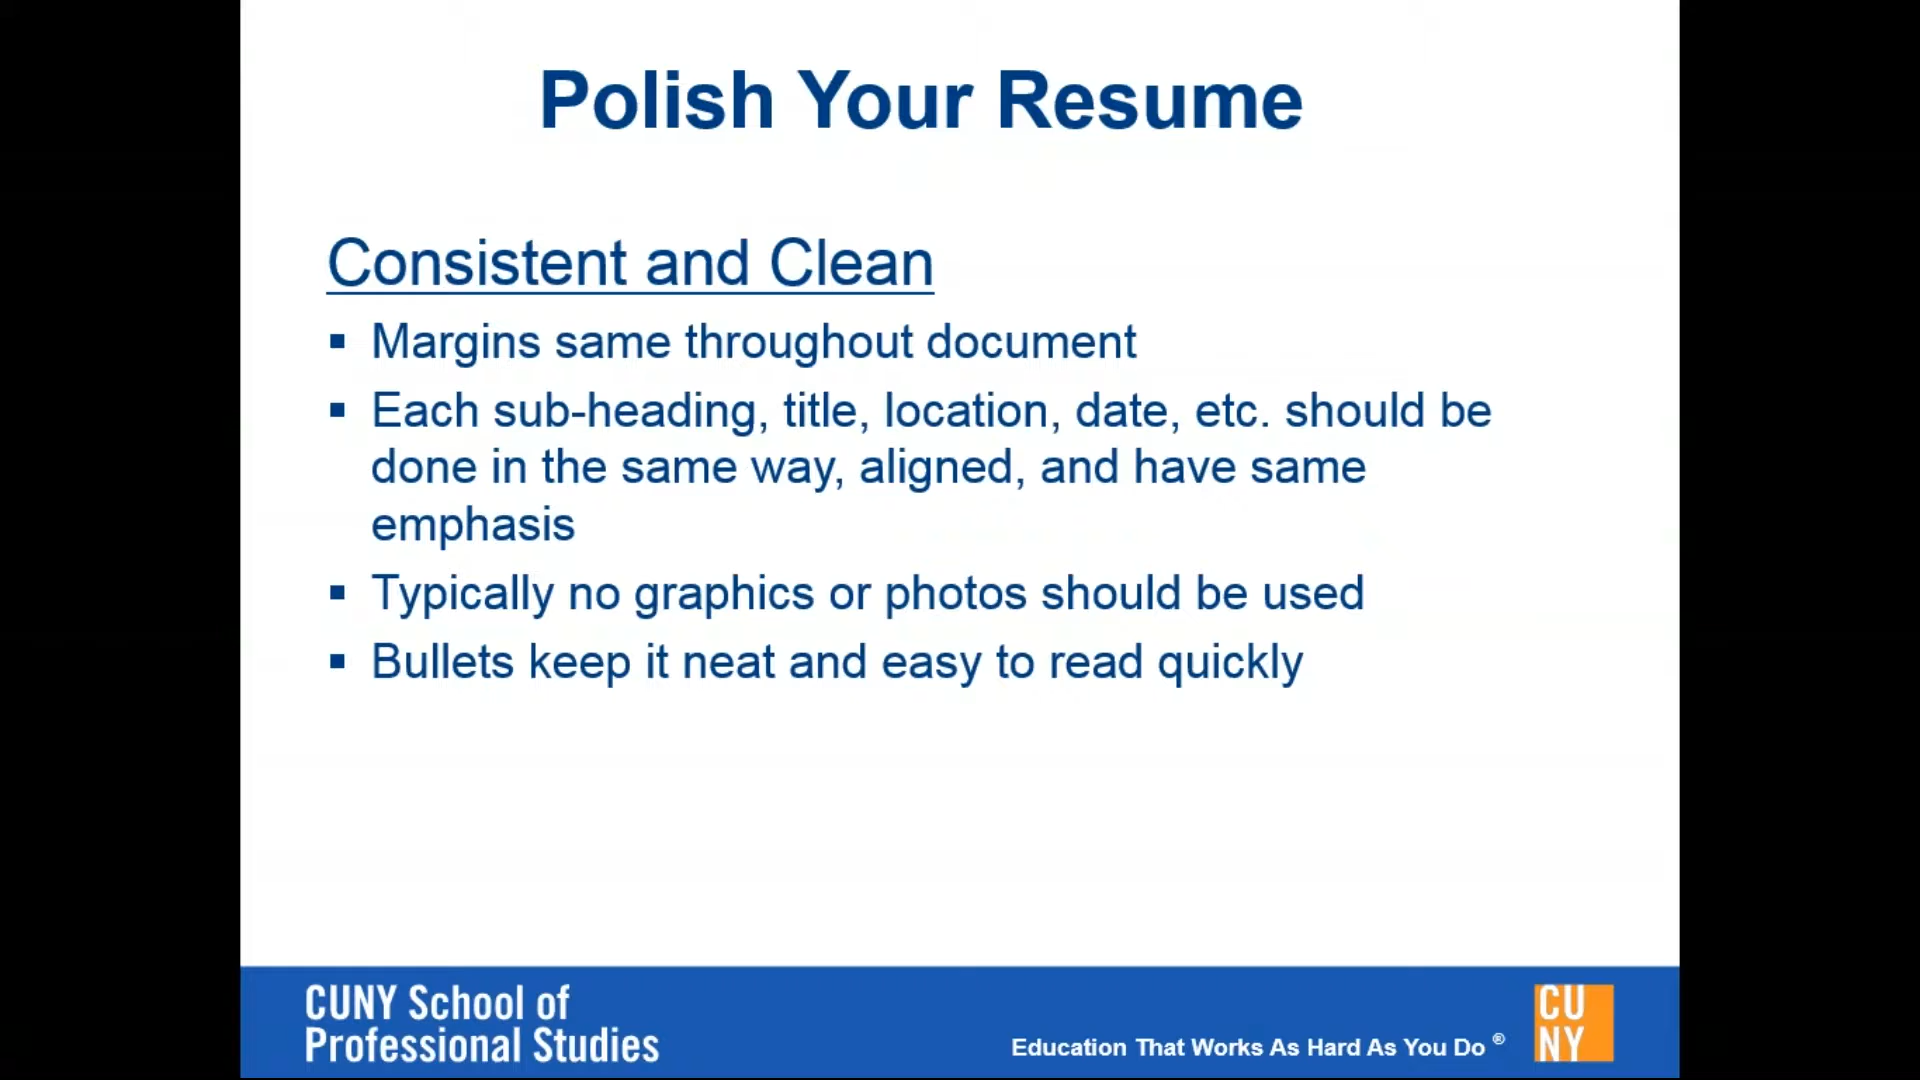 Polish Your Resume
Consistent and Clean
▪ Margins same throughout document
▪ Each sub-heading, title, location, date, etc. should be
done in the same way, aligned, and have same
emphasis
▪ Typically no graphics or photos should be used
▪ Bullets keep it neat and easy to read quickly
CUNY School of
Professional Studies
Education That Works As Hard As You Do ®
CU
NY